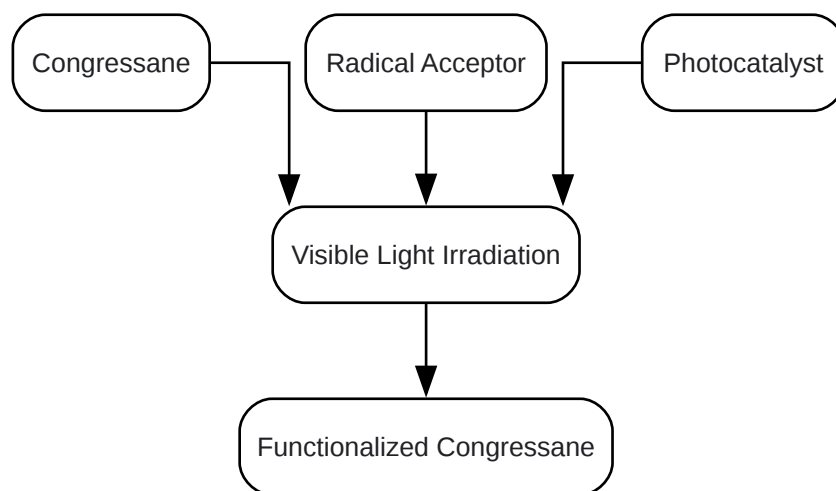 Congressane
Radical Acceptor
Photocatalyst
Visible Light Irradiation
Functionalized Congressane